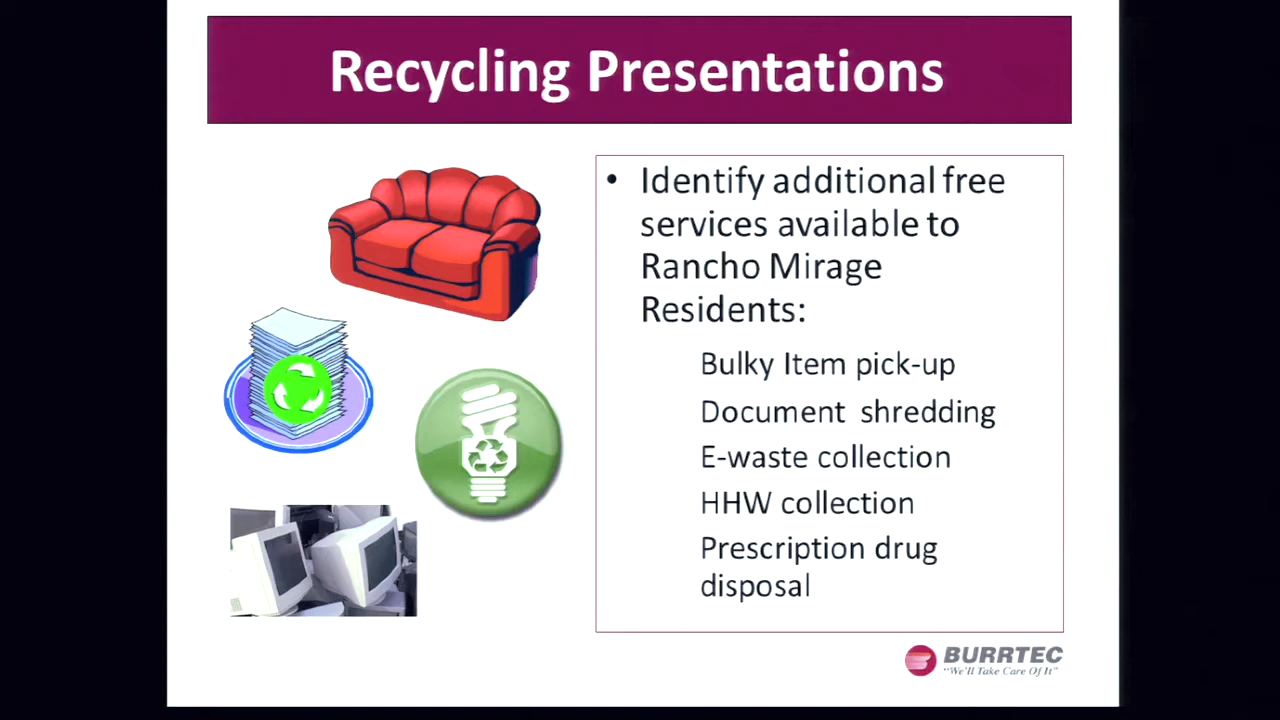 Recycling Presentations
• Identify additional free
services available to
Rancho Mirage
Residents:
Bulky Item pick-up
Document shredding
E-waste collection
HHW collection
Prescription drug
disposal
BURRTEC
"We'll Take Care Of It"